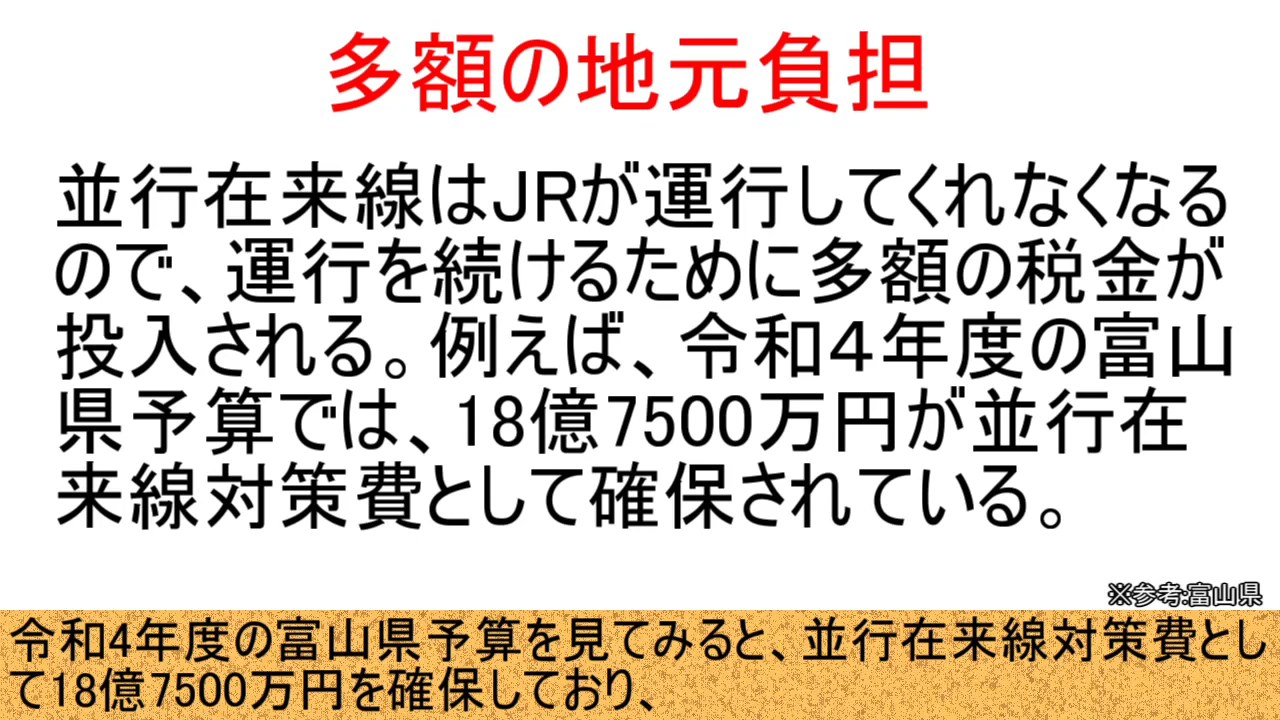 多額の地元負担
並行在来線はJRが運行してくれなくなる
ので、運行を続けるために多額の税金が
投入される。例えば、令和４年度の富山
県予算では、18億7500万円が並行在
来線対策費として確保されている。
※参考:富山県
令和4年度の富山県予算を見てみると、並行在来線対策費とし
て18億7500万円を確保しており、